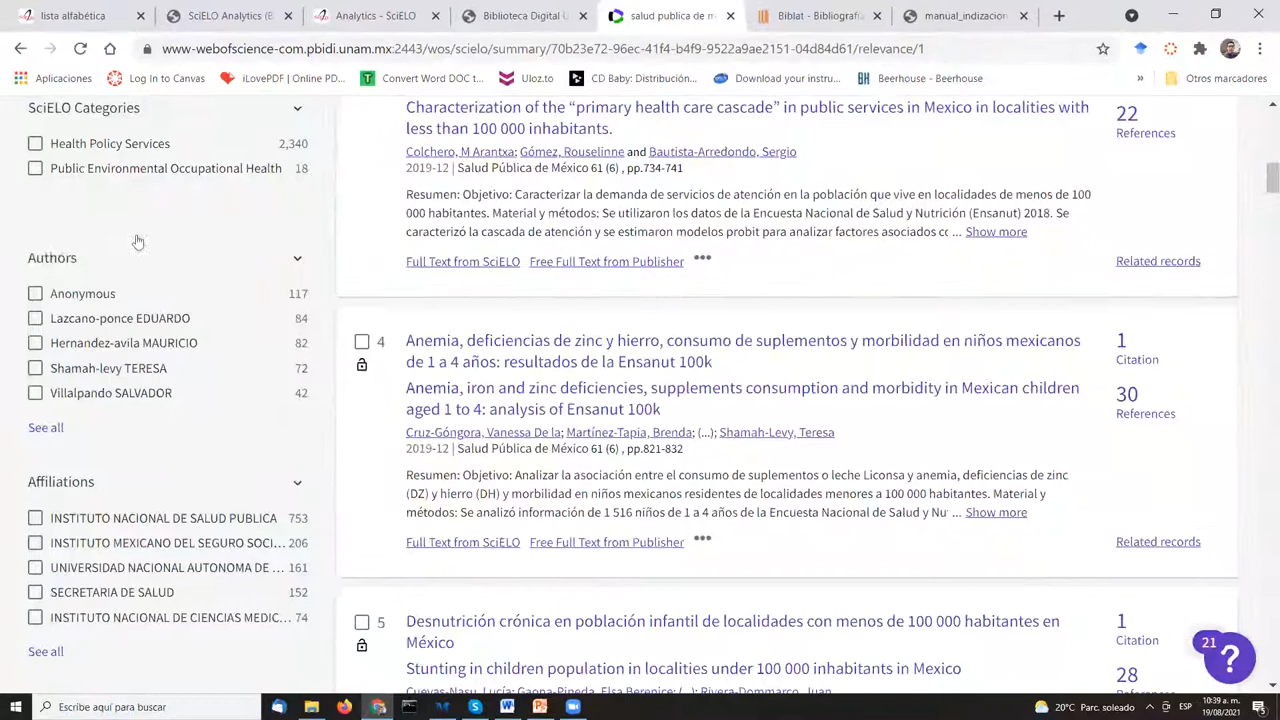 lista alfabética
SciELO Analytics (B
Analytics - SciELO
Biblioteca Digital U
salud publica de m
Biblat - Bibliograf
manual_indizacion
www-webofscience-com.pbidi.unam.mx:2443/wos/scielo/summary/70b23e72-96ec-41f4-b4f9-9522a9ae2151-04d84d61/relevance/1
Aplicaciones
Log In to Canvas
iLovePDF | Online PD...
Convert Word DOC t...
Uloz.to
CD Baby: Distribución...
Download your instru...
Beerhouse - Beerhouse
»
Otros marcadores
SciELO Categories
Health Policy Services 2,340
Public Environmental Occupational Health 18
Authors
Anonymous 117
Lazcano-ponce EDUARDO 84
Hernandez-avila MAURICIO 82
Shamah-levy TERESA 72
Villalpando SALVADOR 42
See all
Affiliations
INSTITUTO NACIONAL DE SALUD PUBLICA 753
INSTITUTO MEXICANO DEL SEGURO SOCI... 206
UNIVERSIDAD NACIONAL AUTONOMA DE ... 161
SECRETARIA DE SALUD 152
INSTITUTO NACIONAL DE CIENCIAS MEDIC... 74
See all
Characterization of the “primary health care cascade” in public services in Mexico in localities with
less than 100 000 inhabitants.
Colchero, M Arantxa; Gómez, Rouselinne and Bautista-Arredondo, Sergio
2019-12 | Salud Pública de México 61 (6) , pp.734-741
Resumen: Objetivo: Caracterizar la demanda de servicios de atención en la población que vive en localidades de menos de 100
000 habitantes. Material y métodos: Se utilizaron los datos de la Encuesta Nacional de Salud y Nutrición (Ensanut) 2018. Se
caracterizó la cascada de atención y se estimaron modelos probit para analizar factores asociados cc ... Show more
Full Text from SciELO Free Full Text from Publisher •••
22
References
Related records
4
Anemia, deficiencias de zinc y hierro, consumo de suplementos y morbilidad en niños mexicanos
de 1 a 4 años: resultados de la Ensanut 100k
Anemia, iron and zinc deficiencies, supplements consumption and morbidity in Mexican children
aged 1 to 4: analysis of Ensanut 100k
Cruz-Góngora, Vanessa De la; Martínez-Tapia, Brenda; (...); Shamah-Levy, Teresa
2019-12 | Salud Pública de México 61 (6) , pp.821-832
Resumen: Objetivo: Analizar la asociación entre el consumo de suplementos o leche Liconsa y anemia, deficiencias de zinc
(DZ) y hierro (DH) y morbilidad en niños mexicanos residentes de localidades menores a 100 000 habitantes. Material y
métodos: Se analizó información de 1 516 niños de 1 a 4 años de la Encuesta Nacional de Salud y Nu ... Show more
Full Text from SciELO Free Full Text from Publisher •••
1
Citation
30
References
Related records
5
Desnutrición crónica en población infantil de localidades con menos de 100 000 habitantes en
México
Stunting in children population in localities under 100 000 inhabitants in Mexico
Cuevas-Nasu, Lucía; Gaona-Pineda, Elsa Berenice; (...); Rivera-Dommarco, Juan
1
Citation
28
References
21
?
Escribe aquí para buscar
20°C Parc. soleado
ESP
10:39 a.m.
19/08/2021